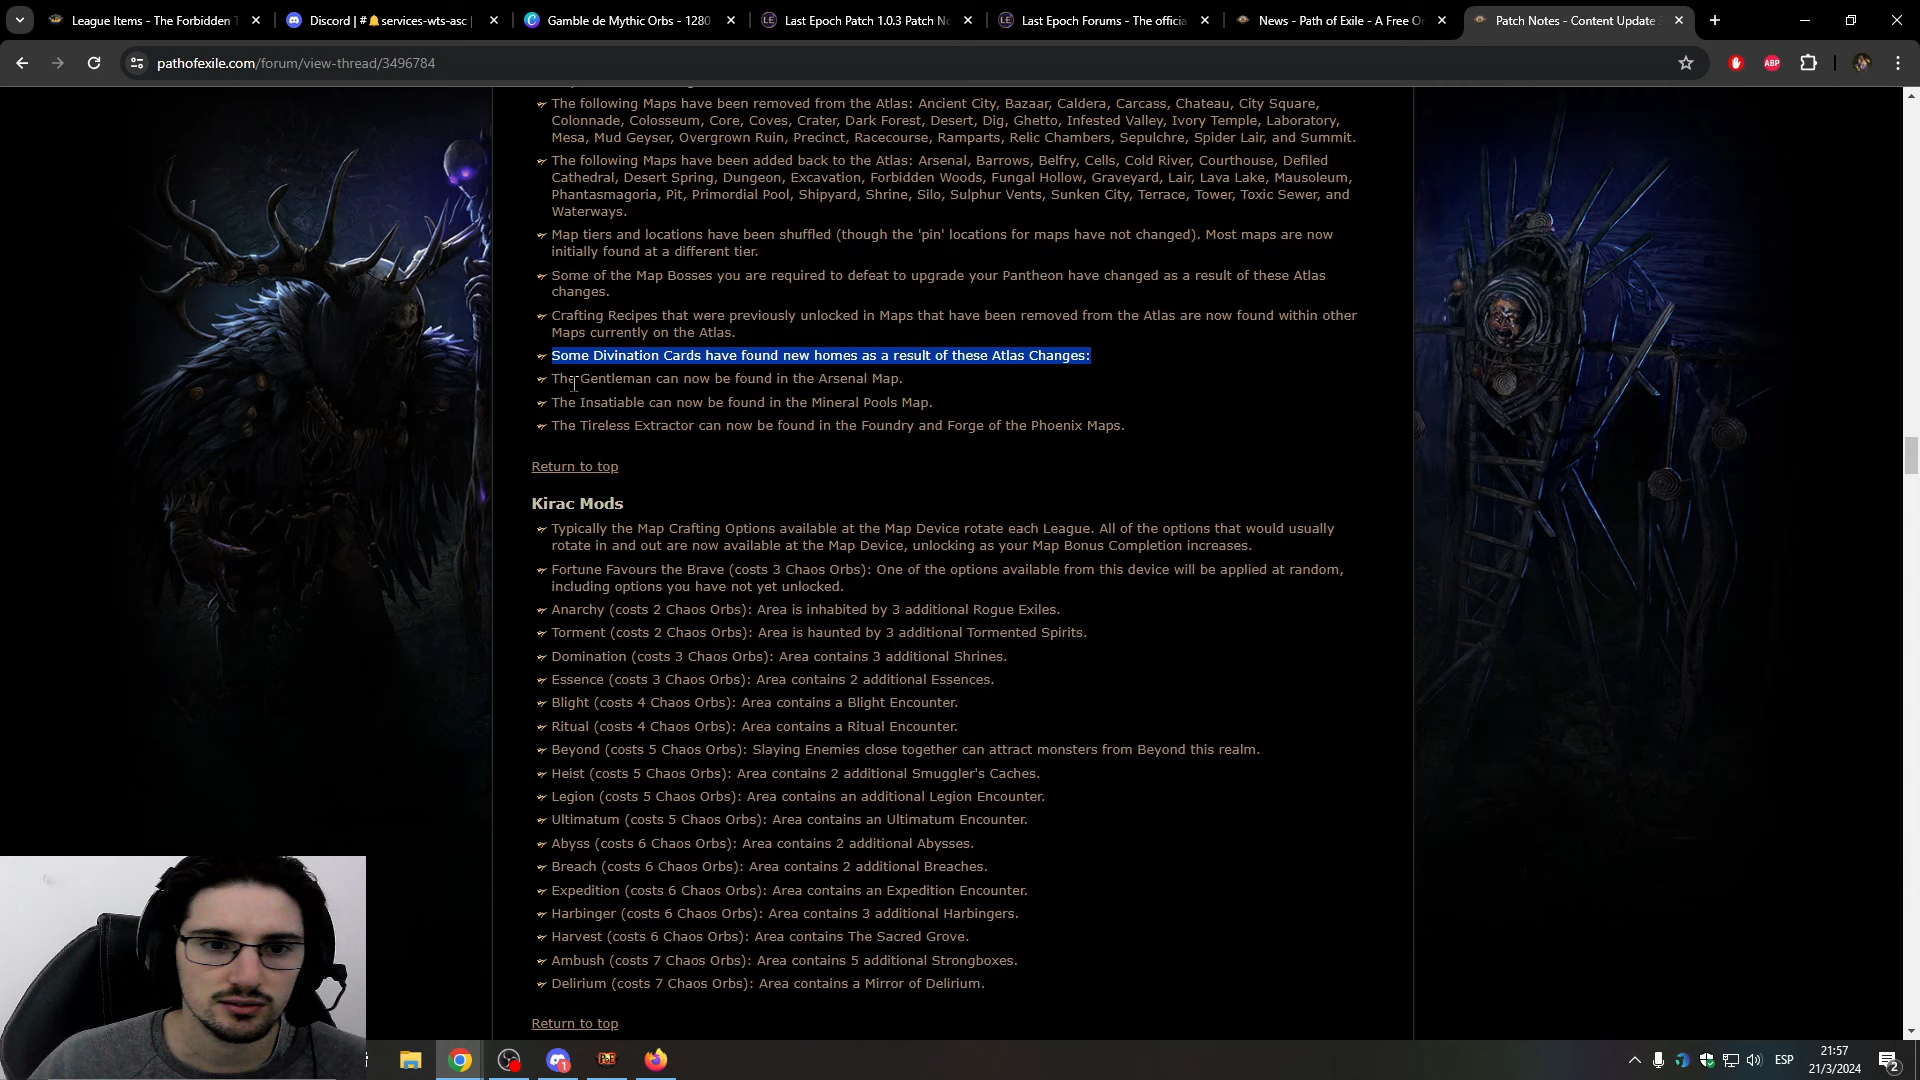 League Items - The Forbidden T
Discord | #🔔services-wts-asc |
Gamble de Mythic Orbs - 1280
Last Epoch Patch 1.0.3 Patch No
Last Epoch Forums - The officia
News - Path of Exile - A Free On
Patch Notes - Content Update 3
pathofexile.com/forum/view-thread/3496784
ABP
The following Maps have been removed from the Atlas: Ancient City, Bazaar, Caldera, Carcass, Chateau, City Square,
Colonnade, Colosseum, Core, Coves, Crater, Dark Forest, Desert, Dig, Ghetto, Infested Valley, Ivory Temple, Laboratory,
Mesa, Mud Geyser, Overgrown Ruin, Precinct, Racecourse, Ramparts, Relic Chambers, Sepulchre, Spider Lair, and Summit.
The following Maps have been added back to the Atlas: Arsenal, Barrows, Belfry, Cells, Cold River, Courthouse, Defiled
Cathedral, Desert Spring, Dungeon, Excavation, Forbidden Woods, Fungal Hollow, Graveyard, Lair, Lava Lake, Mausoleum,
Phantasmagoria, Pit, Primordial Pool, Shipyard, Shrine, Silo, Sulphur Vents, Sunken City, Terrace, Tower, Toxic Sewer, and
Waterways.
Map tiers and locations have been shuffled (though the 'pin' locations for maps have not changed). Most maps are now
initially found at a different tier.
Some of the Map Bosses you are required to defeat to upgrade your Pantheon have changed as a result of these Atlas
changes.
Crafting Recipes that were previously unlocked in Maps that have been removed from the Atlas are now found within other
Maps currently on the Atlas.
Some Divination Cards have found new homes as a result of these Atlas Changes:
The Gentleman can now be found in the Arsenal Map.
The Insatiable can now be found in the Mineral Pools Map.
The Tireless Extractor can now be found in the Foundry and Forge of the Phoenix Maps.
Return to top
Kirac Mods
Typically the Map Crafting Options available at the Map Device rotate each League. All of the options that would usually
rotate in and out are now available at the Map Device, unlocking as your Map Bonus Completion increases.
Fortune Favours the Brave (costs 3 Chaos Orbs): One of the options available from this device will be applied at random,
including options you have not yet unlocked.
Anarchy (costs 2 Chaos Orbs): Area is inhabited by 3 additional Rogue Exiles.
Torment (costs 2 Chaos Orbs): Area is haunted by 3 additional Tormented Spirits.
Domination (costs 3 Chaos Orbs): Area contains 3 additional Shrines.
Essence (costs 3 Chaos Orbs): Area contains 2 additional Essences.
Blight (costs 4 Chaos Orbs): Area contains a Blight Encounter.
Ritual (costs 4 Chaos Orbs): Area contains a Ritual Encounter.
Beyond (costs 5 Chaos Orbs): Slaying Enemies close together can attract monsters from Beyond this realm.
Heist (costs 5 Chaos Orbs): Area contains 2 additional Smuggler's Caches.
Legion (costs 5 Chaos Orbs): Area contains an additional Legion Encounter.
Ultimatum (costs 5 Chaos Orbs): Area contains an Ultimatum Encounter.
Abyss (costs 6 Chaos Orbs): Area contains 2 additional Abysses.
Breach (costs 6 Chaos Orbs): Area contains 2 additional Breaches.
Expedition (costs 6 Chaos Orbs): Area contains an Expedition Encounter.
Harbinger (costs 6 Chaos Orbs): Area contains 3 additional Harbingers.
Harvest (costs 6 Chaos Orbs): Area contains The Sacred Grove.
Ambush (costs 7 Chaos Orbs): Area contains 5 additional Strongboxes.
Delirium (costs 7 Chaos Orbs): Area contains a Mirror of Delirium.
Return to top
ESP
21:57
21/3/2024
2